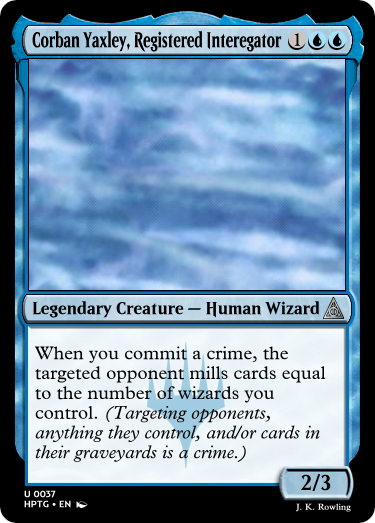 Corban Yaxley, Registered Interegator 1
Legendary Creature — Human Wizard
When you commit a crime, the
targeted opponent mills cards equal
to the number of wizards you
control. (Targeting opponents,
anything they control, and/or cards in
their graveyards is a crime.)
2/3
U 0037
HPTG • EN
J. K. Rowling